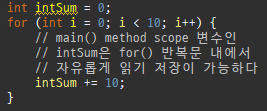 int intSum = 0;
for (int i = 0; i < 10; i++) {
// main() method scope 변수인
// intSum은 for() 반복문 내에서
// 자유롭게 읽기 저장이 가능하다
intSum += 10;
}